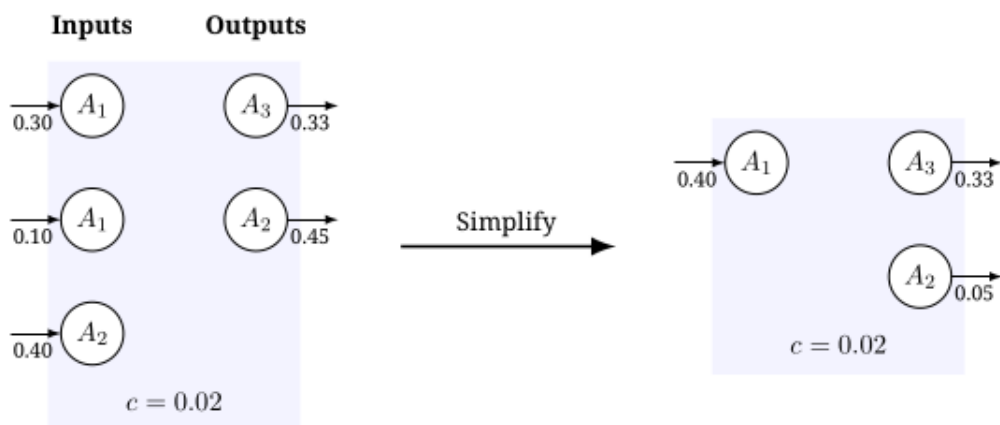 Inputs Outputs
A₁ A₃
0.30 0.33
A₁ A₂
0.10 0.45
A₂
0.40
c = 0.02
Simplify
A₁ A₃
0.40 0.33
A₂
0.05
c = 0.02